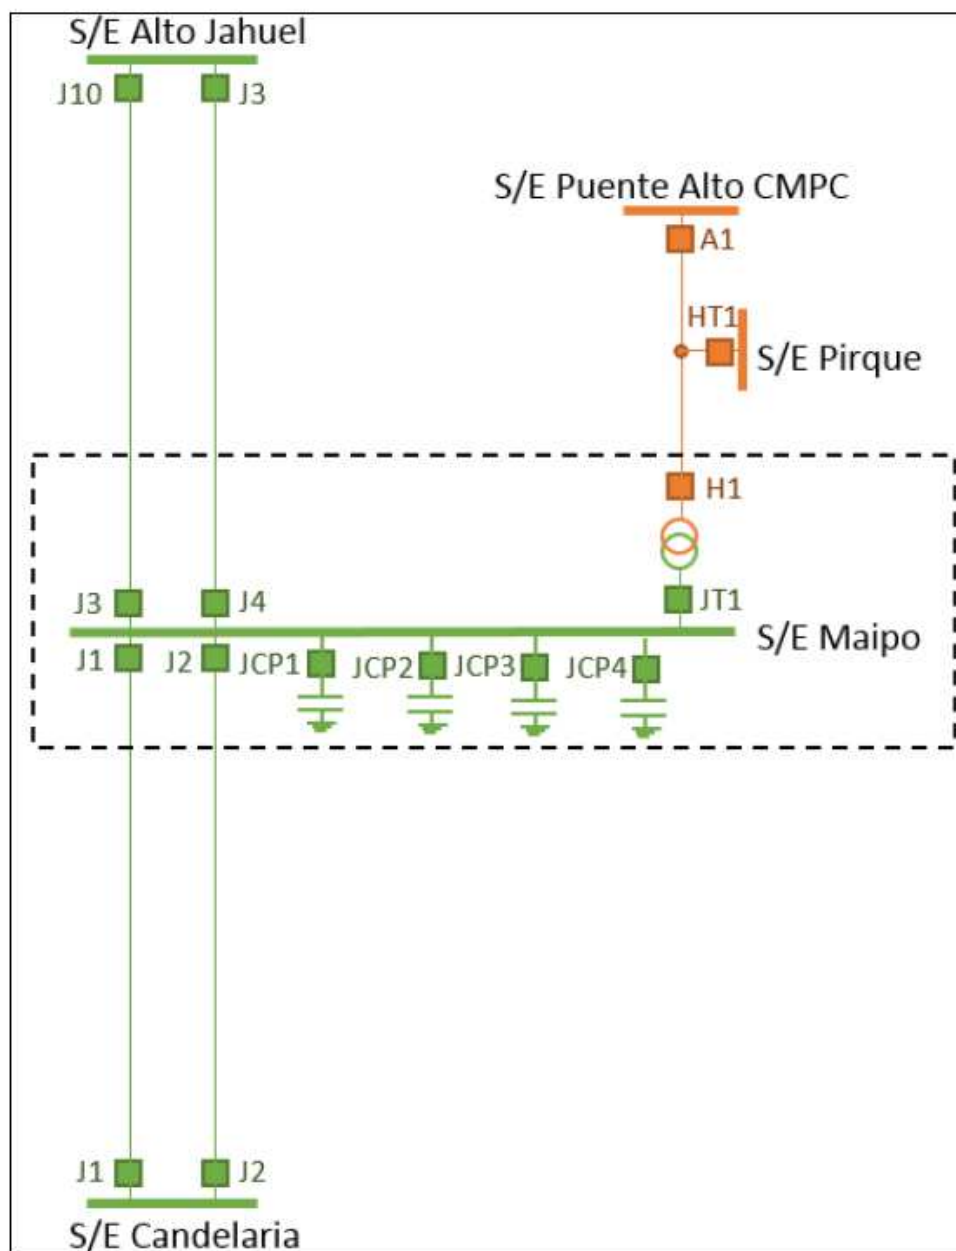 S/E Alto Jahuel
J10
J3
S/E Puente Alto CMPC
A1
HT1
S/E Pirque
H1
J3
J4
JT1
S/E Maipo
J1
J2
JCP1
JCP2
JCP3
JCP4
J1
J2
S/E Candelaria